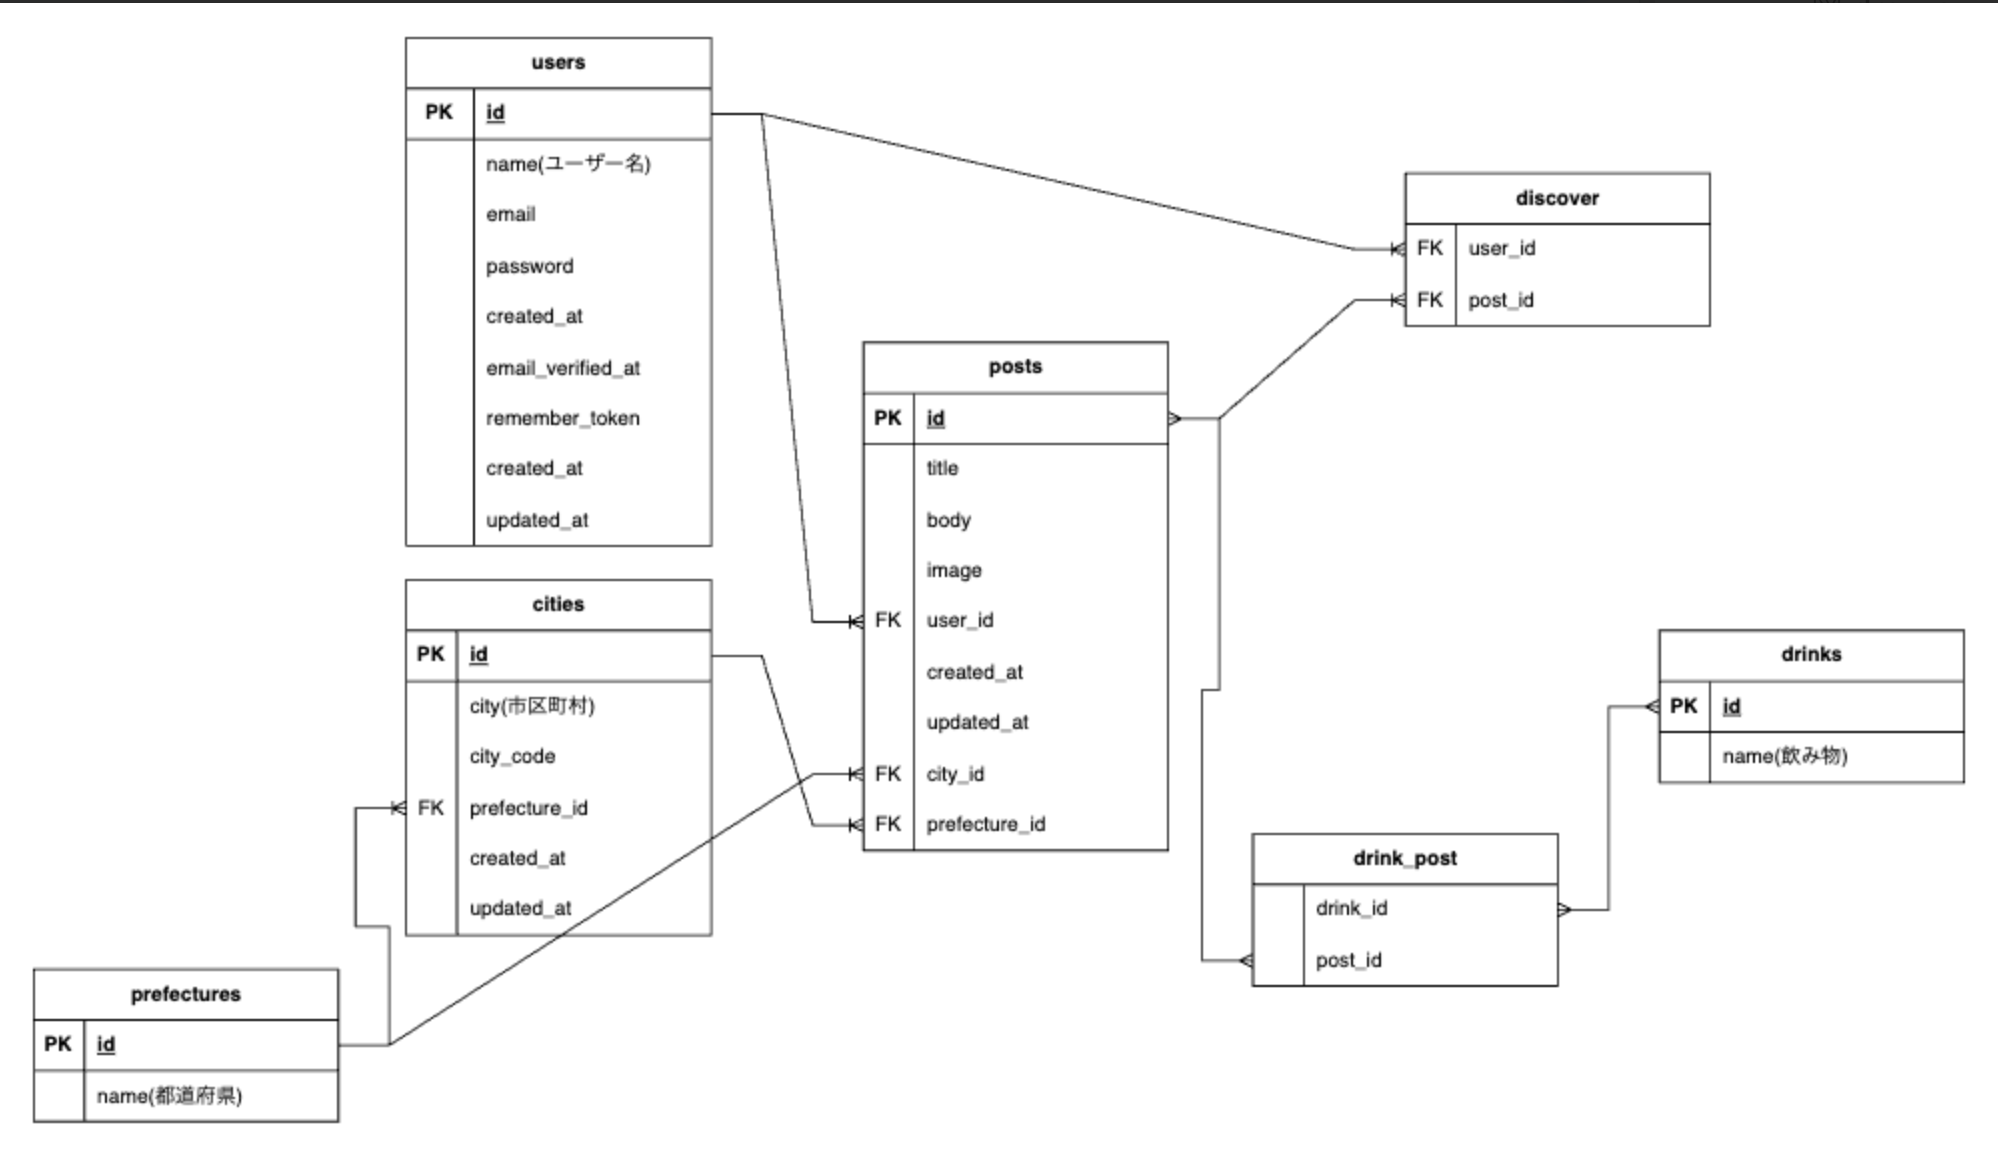 users
PK id
name(ユーザー名)
email
password
created_at
email_verified_at
remember_token
created_at
updated_at
discover
FK user_id
FK post_id
posts
PK id
title
body
image
FK user_id
created_at
updated_at
FK city_id
FK prefecture_id
cities
PK id
city(市区町村)
city_code
FK prefecture_id
created_at
updated_at
drinks
PK id
name(飲み物)
drink_post
drink_id
post_id
prefectures
PK id
name(都道府県)